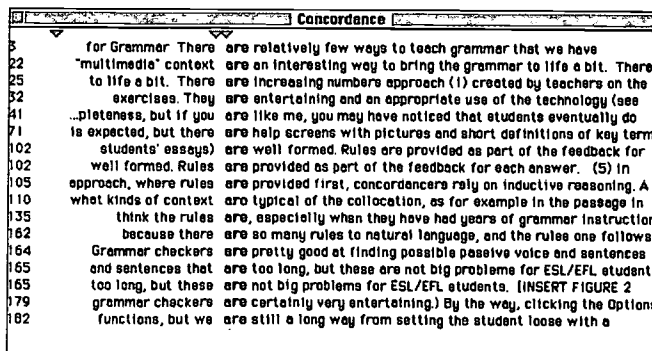 Concordance
3 for Grammar There are relatively few ways to teach grammar that we have
22 "multimedia" context are an interesting way to bring the grammar to life a bit. There
25 to life a bit. There are increasing numbers approach (1) created by teachers on the
32 exercises. They are entertaining and an appropriate use of the technology (see
41 ...pleteness, but if you are like me, you may have noticed that students eventually do
71 is expected, but there are help screens with pictures and short definitions of key term
102 students' essays) are well formed. Rules are provided as part of the feedback for
102 well formed. Rules are provided as part of the feedback for each answer. (5) In
105 approach, where rules are provided first, concordancers rely on inductive reasoning. A
110 what kinds of context are typical of the collocation, as for example in the passage in
135 think the rules are, especially when they have had years of grammar instruction
162 because there are so many rules to natural language, and the rules one follows
164 Grammar checkers are pretty good at finding possible passive voice and sentences
165 and sentences that are too long, but these are not big problems for ESL/EFL student
165 too long, but these are not big problems for ESL/EFL students. [INSERT FIGURE 2
179 grammar checkers are certainly very entertaining.) By the way, clicking the Options
182 functions, but we are still a long way from setting the student loose with a